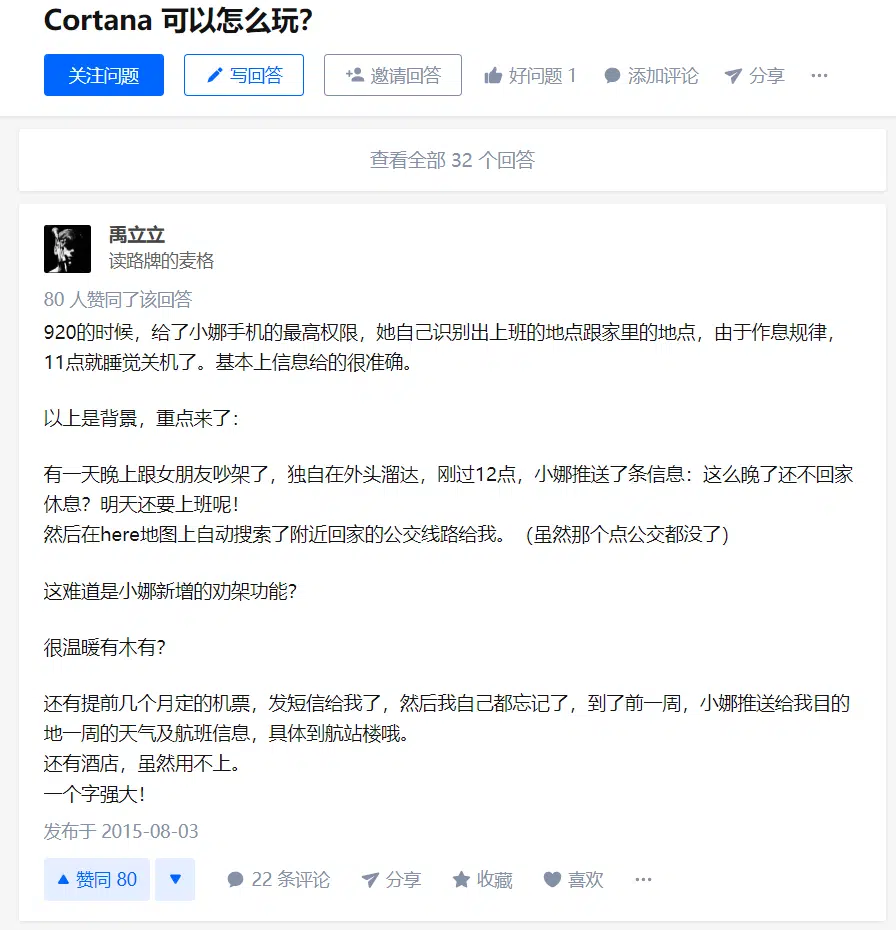 Cortana 可以怎么玩?
关注问题 写回答 邀请回答 好问题 1 添加评论 分享 ···
查看全部 32 个回答
禹立立
读路牌的麦格
80 人赞同了该回答
920的时候，给了小娜手机的最高权限，她自己识别出上班的地点跟家里的地点，由于作息规律，
11点就睡觉关机了。基本上信息给的很准确。
以上是背景，重点来了：
有一天晚上跟女朋友吵架了，独自在外头溜达，刚过12点，小娜推送了条信息：这么晚了还不回家
休息？明天还要上班呢！
然后在here地图上自动搜索了附近回家的公交线路给我。（虽然那个点公交都没了）
这难道是小娜新增的劝架功能？
很温暖有木有？
还有提前几个月定的机票，发短信给我了，然后我自己都忘记了，到了前一周，小娜推送给我目的
地一周的天气及航班信息，具体到航站楼哦。
还有酒店，虽然用不上。
一个字强大！
发布于 2015-08-03
赞同 80 22 条评论 分享 收藏 喜欢 ···